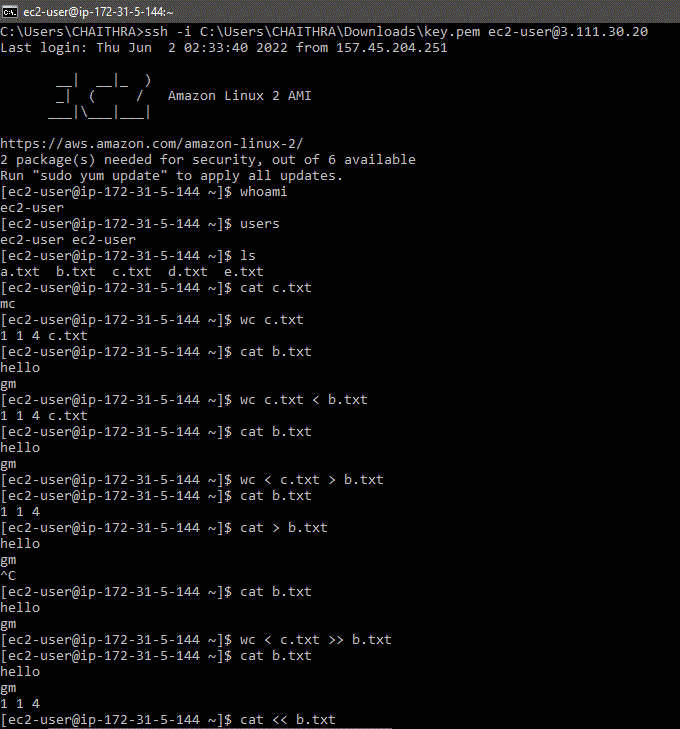 ec2-user@ip-172-31-5-144:~
C:\Users\CHAITHRA>ssh -i C:\Users\CHAITHRA\Downloads\key.pem ec2-user@3.111.30.20
Last login: Thu Jun  2 02:33:40 2022 from 157.45.204.251

       __|  __|_  )
       _|  (     /   Amazon Linux 2 AMI
      ___|\___|___|

https://aws.amazon.com/amazon-linux-2/
2 package(s) needed for security, out of 6 available
Run "sudo yum update" to apply all updates.
[ec2-user@ip-172-31-5-144 ~]$ whoami
ec2-user
[ec2-user@ip-172-31-5-144 ~]$ users
ec2-user ec2-user
[ec2-user@ip-172-31-5-144 ~]$ ls
a.txt  b.txt  c.txt  d.txt  e.txt
[ec2-user@ip-172-31-5-144 ~]$ cat c.txt
mc
[ec2-user@ip-172-31-5-144 ~]$ wc c.txt
1 1 4 c.txt
[ec2-user@ip-172-31-5-144 ~]$ cat b.txt
hello
gm
[ec2-user@ip-172-31-5-144 ~]$ wc c.txt < b.txt
1 1 4 c.txt
[ec2-user@ip-172-31-5-144 ~]$ cat b.txt
hello
gm
[ec2-user@ip-172-31-5-144 ~]$ wc < c.txt > b.txt
[ec2-user@ip-172-31-5-144 ~]$ cat b.txt
1 1 4
[ec2-user@ip-172-31-5-144 ~]$ cat > b.txt
hello
gm
^C
[ec2-user@ip-172-31-5-144 ~]$ cat b.txt
hello
gm
[ec2-user@ip-172-31-5-144 ~]$ wc < c.txt >> b.txt
[ec2-user@ip-172-31-5-144 ~]$ cat b.txt
hello
gm
1 1 4
[ec2-user@ip-172-31-5-144 ~]$ cat << b.txt